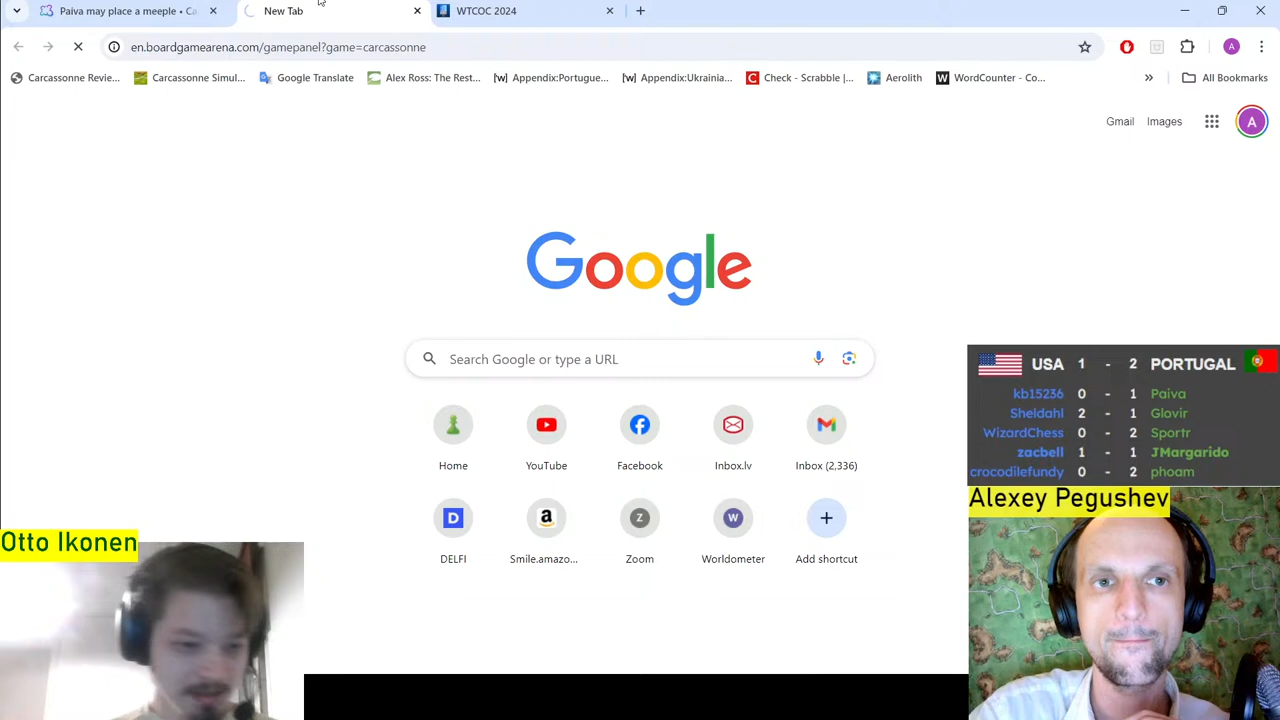 Paiva may place a meeple • Ca
New Tab
WTCOC 2024
en.boardgamearena.com/gamepanel?game=carcassonne
Carcassonne Revie...
Carcassonne Simul...
Google Translate
Alex Ross: The Rest...
Appendix:Portugue...
Appendix:Ukrainia...
Check - Scrabble |...
Aerolith
WordCounter - Co...
All Bookmarks
Gmail
Images
A
A
Google
Search Google or type a URL
Home
YouTube
Facebook
Inbox.lv
Inbox (2,336)
DELFI
Smile.amazo...
Zoom
Worldometer
Add shortcut
USA 1 - 2 PORTUGAL
kb15236 0 - 1 Paiva
Sheldahl 2 - 1 Glovir
WizardChess 0 - 2 Sportr
zacbell 1 - 1 JMargarido
crocodilefundy 0 - 2 phoam
Alexey Pegushev
Otto Ikonen